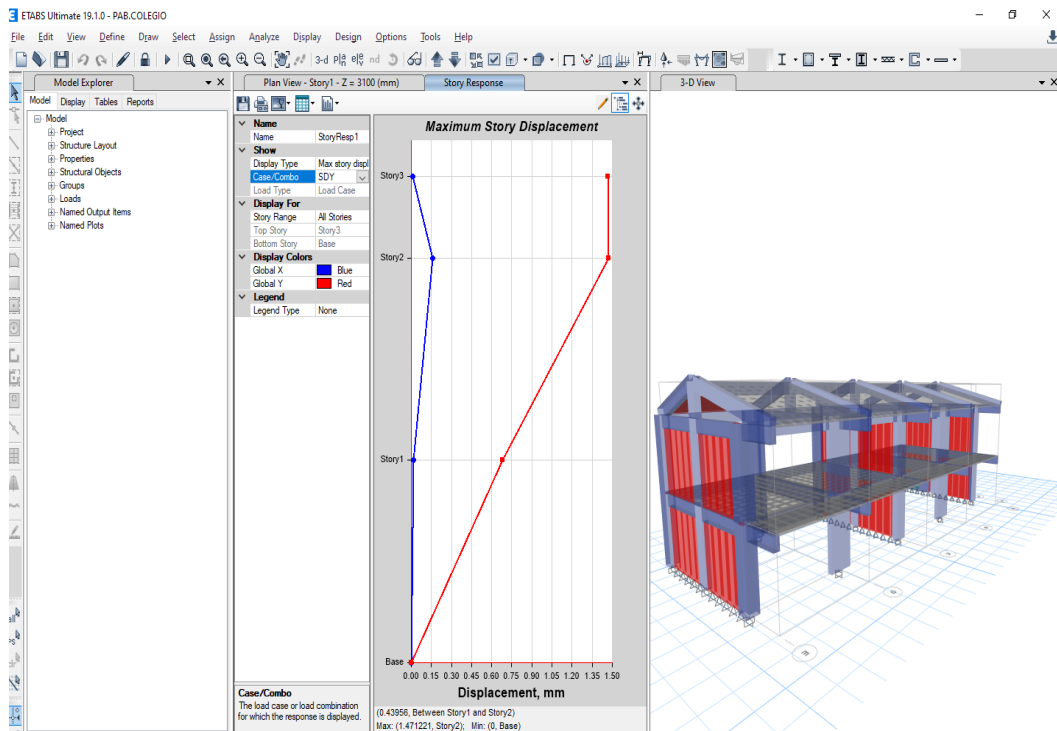 ETABS Ultimate 19.1.0 - PAB.COLEGIO
File Edit View Define Draw Select Assign Analyze Display Design Options Tools Help
3-d
nd
Model Explorer
Model Display Tables Reports
Model
Project
Structure Layout
Properties
Structural Objects
Groups
Loads
Named Output Items
Named Plots
Plan View - Story1 - Z = 3100 (mm)
Story Response
Name
Name StoryResp1
Show
Display Type Max story displ
Case/Combo SDY
Load Type Load Case
Display For
Story Range All Stories
Top Story Story3
Bottom Story Base
Display Colors
Global X Blue
Global Y Red
Legend
Legend Type None
Case/Combo
The load case or load combination
for which the response is displayed.
Maximum Story Displacement
Story3
Story2
Story1
Base
0.00 0.15 0.30 0.45 0.60 0.75 0.90 1.05 1.20 1.35 1.50
Displacement, mm
(0.43956, Between Story1 and Story2)
Max: (1.471221, Story2); Min: (0, Base)
3-D View